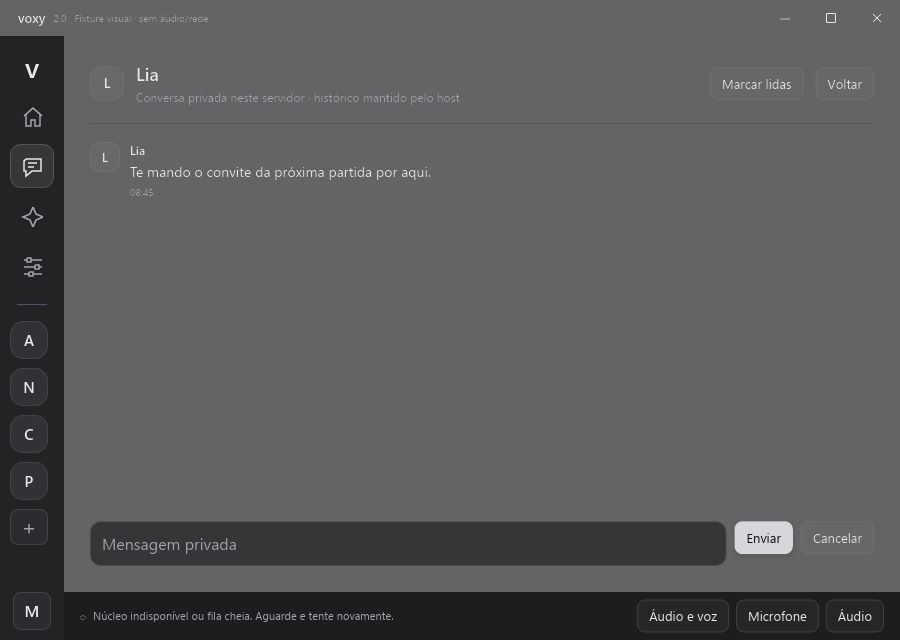 voxy 2.0 Fixture visual · sem áudio/rede
V
L Lia
Conversa privada neste servidor · histórico mantido pelo host
Marcar lidas Voltar
L Lia
Te mando o convite da próxima partida por aqui.
08:45
A
N
C
P
+
Mensagem privada Enviar Cancelar
M
Núcleo indisponível ou fila cheia. Aguarde e tente novamente.
Áudio e voz Microfone Áudio